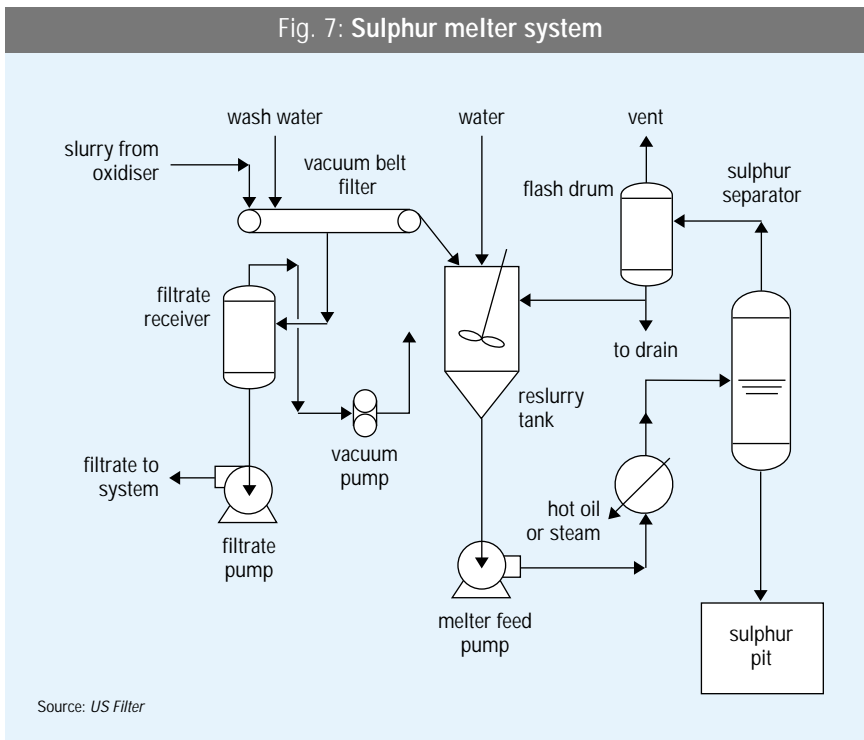 Fig. 7: Sulphur melter system
wash water
water
vent
slurry from
oxidiser
vacuum belt
filter
flash drum
sulphur
separator
filtrate
receiver
to drain
reslurry
tank
vacuum
pump
filtrate to
system
hot oil
or steam
filtrate
pump
melter feed
pump
sulphur
pit
Source: US Filter